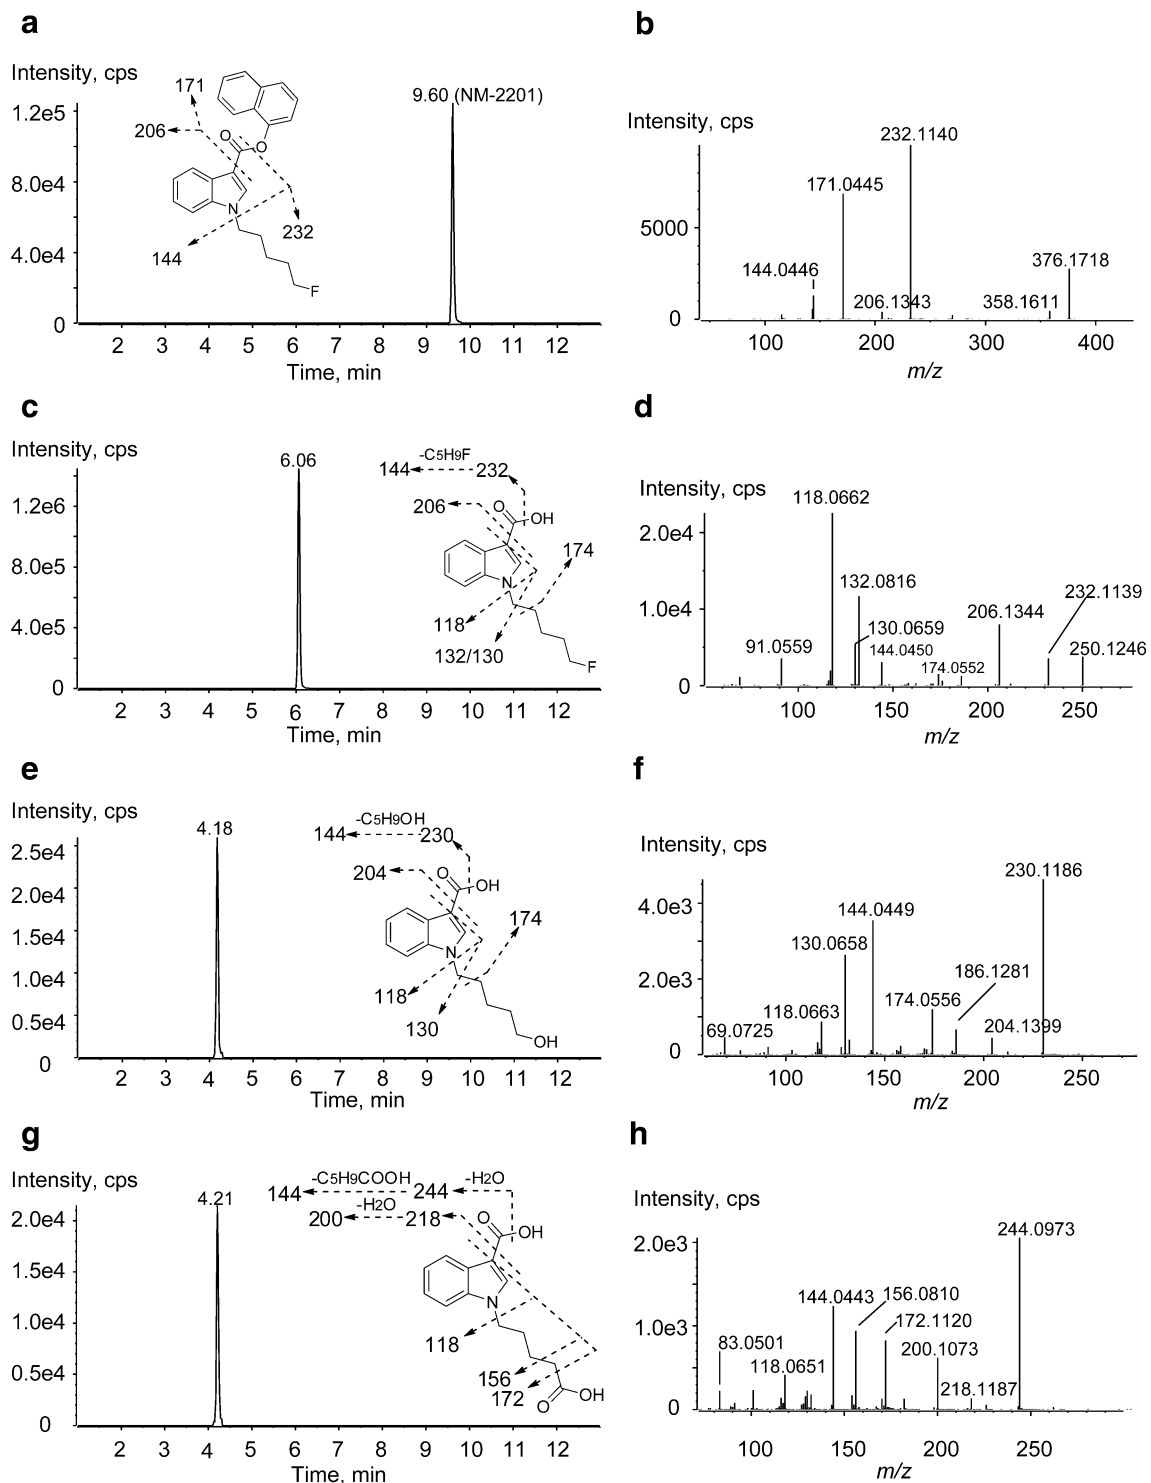 a
Intensity, cps
171
206
O
O
N
F
144
232
9.60 (NM-2201)
1.2e5
8.0e4
4.0e4
0
2 3 4 5 6 7 8 9 10 11 12
Time, min
b
Intensity, cps
232.1140
171.0445
5000
144.0446
206.1343
358.1611
376.1718
0
100 200 300 400
m/z
c
Intensity, cps
6.06
-C5H9F
144
232
206
O
OH
174
N
118
132/130
F
1.2e6
8.0e5
4.0e5
0
2 3 4 5 6 7 8 9 10 11 12
Time, min
d
Intensity, cps
118.0662
2.0e4
132.0816
232.1139
1.0e4
206.1344
130.0659
91.0559
144.0450
250.1246
174.0552
0
100 150 200 250
m/z
e
Intensity, cps
4.18
-C5H9OH
144
230
204
O
OH
174
N
118
130
OH
2.5e4
2.0e4
1.5e4
1.0e4
0.5e4
0
2 3 4 5 6 7 8 9 10 11 12
Time, min
f
Intensity, cps
230.1186
4.0e3
144.0449
130.0658
186.1281
2.0e3
174.0556
118.0663
204.1399
69.0725
0
100 150 200 250
m/z
g
Intensity, cps
4.21
-C5H9COOH
-H2O
144
244
-H2O
200
218
O
OH
N
118
156
172
O
OH
2.0e4
1.5e4
1.0e4
0.5e4
0
2 3 4 5 6 7 8 9 10 11 12
Time, min
h
Intensity, cps
244.0973
2.0e3
144.0443
156.0810
172.1120
1.0e3
83.0501
200.1073
118.0651
218.1187
0
100 150 200 250
m/z